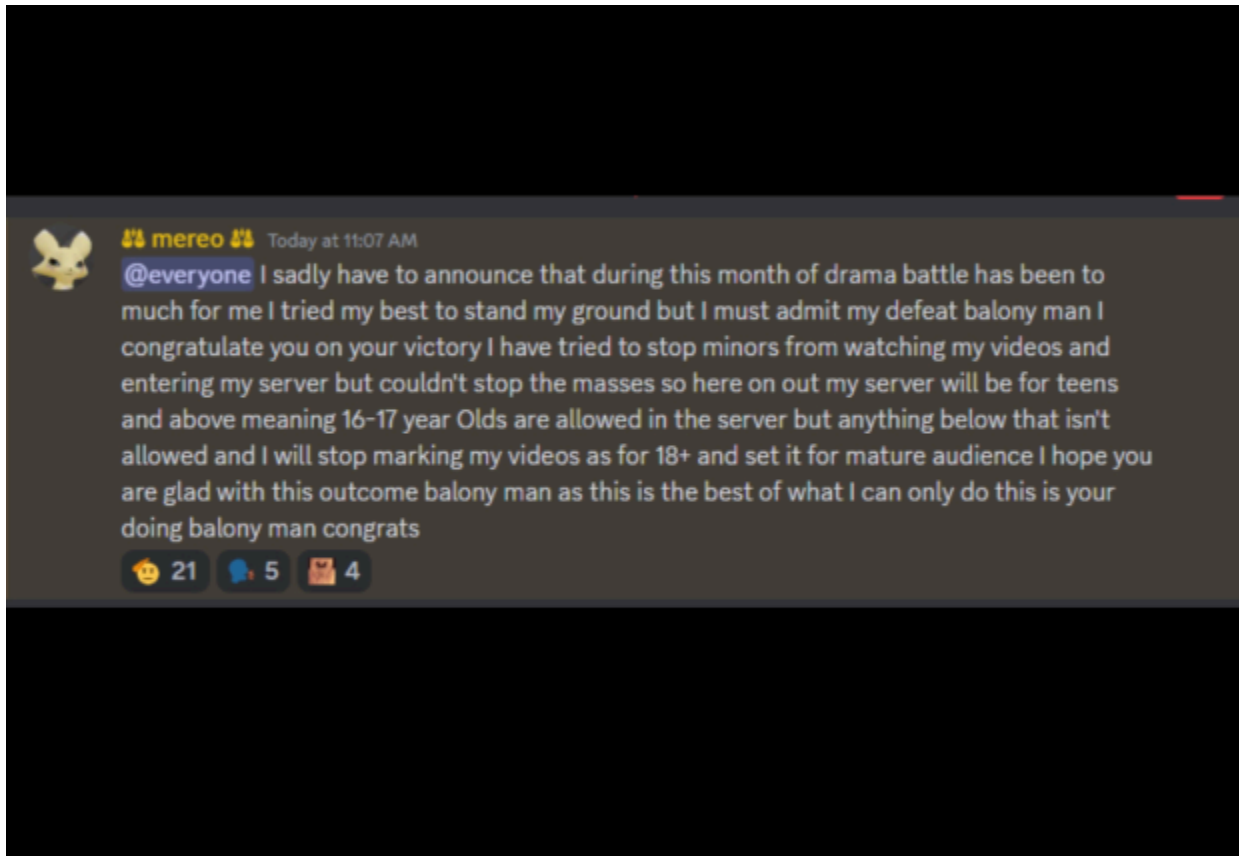 mereo Today at 11:07 AM
@everyone I sadly have to announce that during this month of drama battle has been to
much for me I tried my best to stand my ground but I must admit my defeat balony man I
congratulate you on your victory I have tried to stop minors from watching my videos and
entering my server but couldn't stop the masses so here on out my server will be for teens
and above meaning 16-17 year Olds are allowed in the server but anything below that isn't
allowed and I will stop marking my videos as for 18+ and set it for mature audience I hope you
are glad with this outcome balony man as this is the best of what I can only do this is your
doing balony man congrats
21 5 4